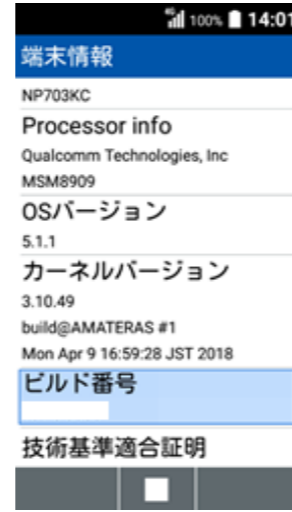 4G 100% 14:01
端末情報
NP703KC
Processor info
Qualcomm Technologies, Inc
MSM8909
OSバージョン
5.1.1
カーネルバージョン
3.10.49
build@AMATERAS #1
Mon Apr 9 16:59:28 JST 2018
ビルド番号
技術基準適合証明